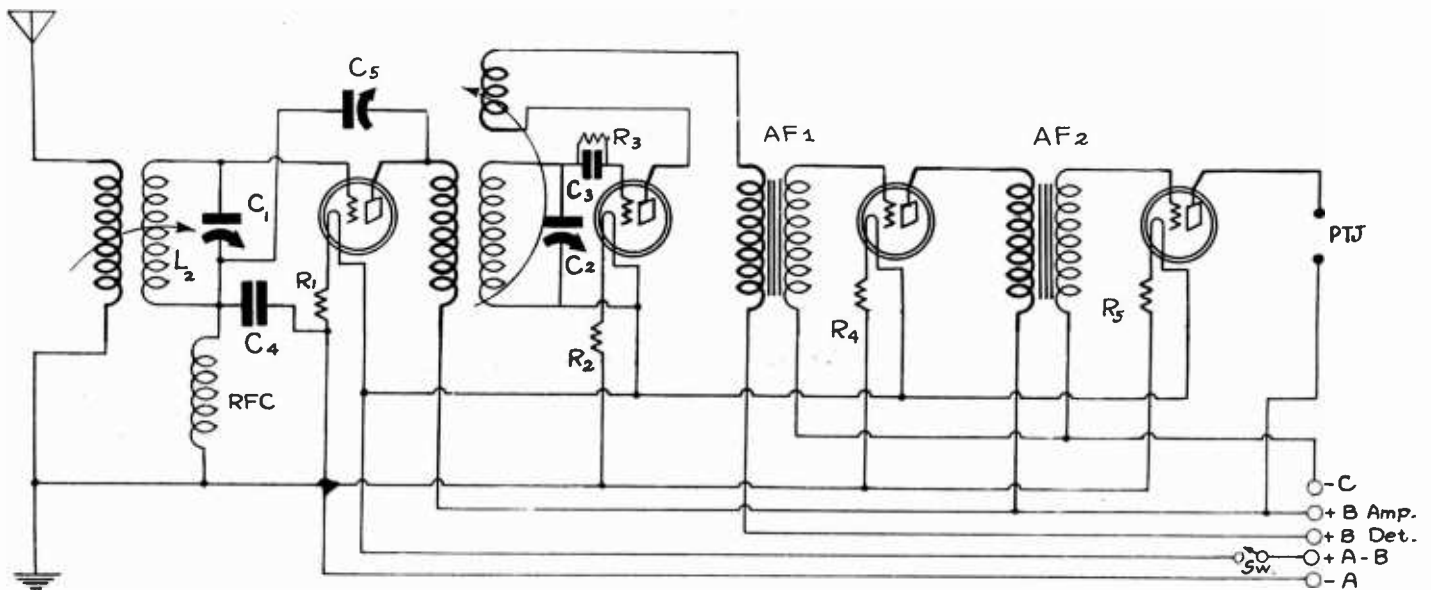 C5
R3
AF1
AF2
C1
C3
L2
C2
PTJ
R1
C4
R4
R5
R2
RFC
-C
+ B Amp.
+ B Det.
SW
+ A-B
- A